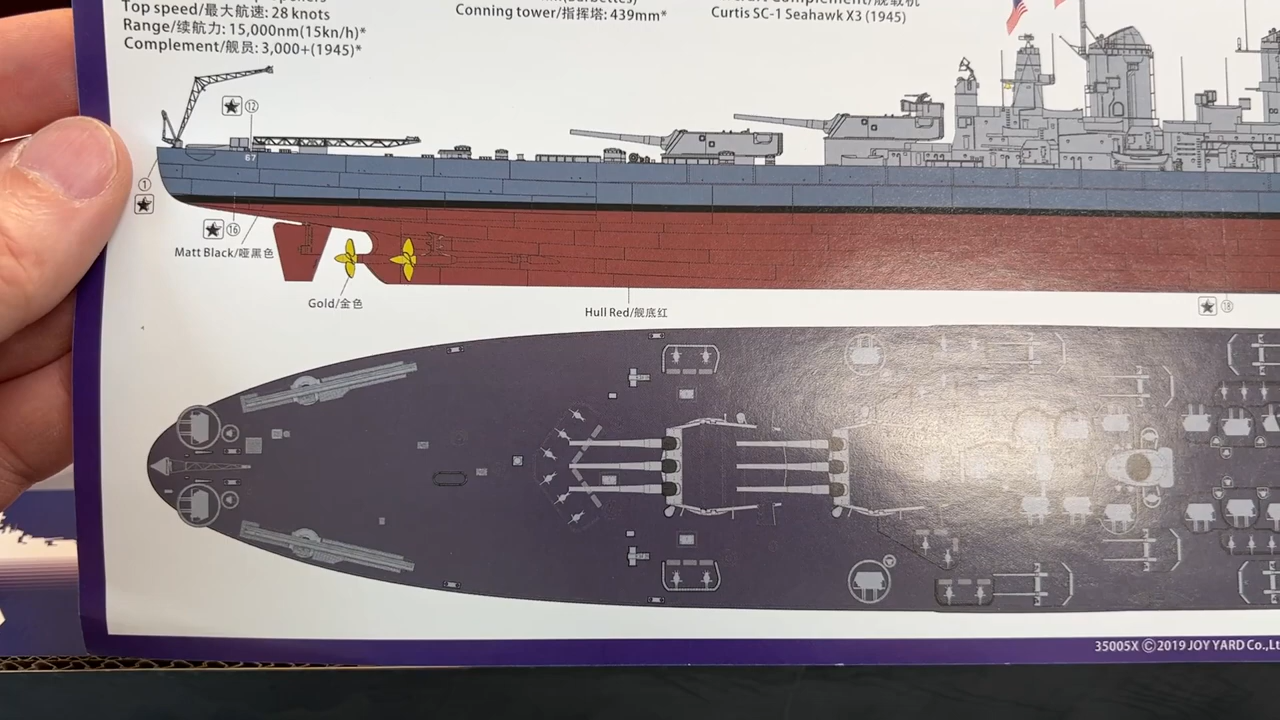 Top speed/最大航速: 28 knots
Range/续航力: 15,000nm(15kn/h)*
Complement/舰员: 3,000+(1945)*
Conning tower/指挥塔: 439mm*
Curtis SC-1 Seahawk X3 (1945)
12
67
1
16
Matt Black/哑黑色
Gold/金色
Hull Red/舰底红
18
35005X ©2019 JOY YARD Co.,Lt